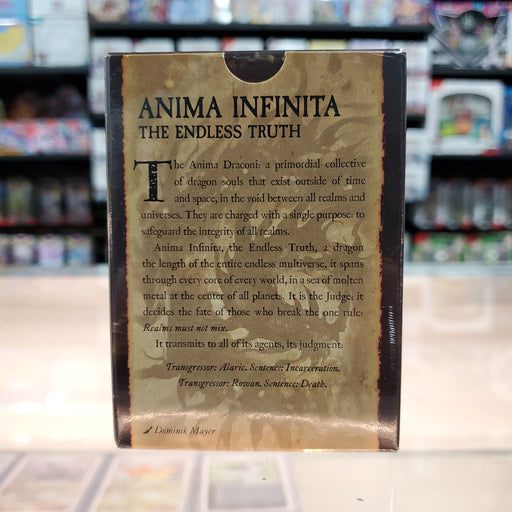 ANIMA INFINITA
THE ENDLESS TRUTH
The Anima Draconi: a primordial collective
of dragon souls that exist outside of time
and space, in the void between all realms and
universes. They are charged with a single purpose: to
safeguard the integrity of all realms.
Anima Infinita, the Endless Truth, a dragon
the length of the entire endless multiverse, it spans
through every core of every world, in a sea of molten
metal at the center of all planets. It is the Judge; it
decides the fate of those who break the one rule:
Realms must not mix.
It transmits to all of its agents, its judgment:
Transgressor: Alaric. Sentence: Incarceration.
Transgressor: Rowan. Sentence: Death.
Dominik Mayer